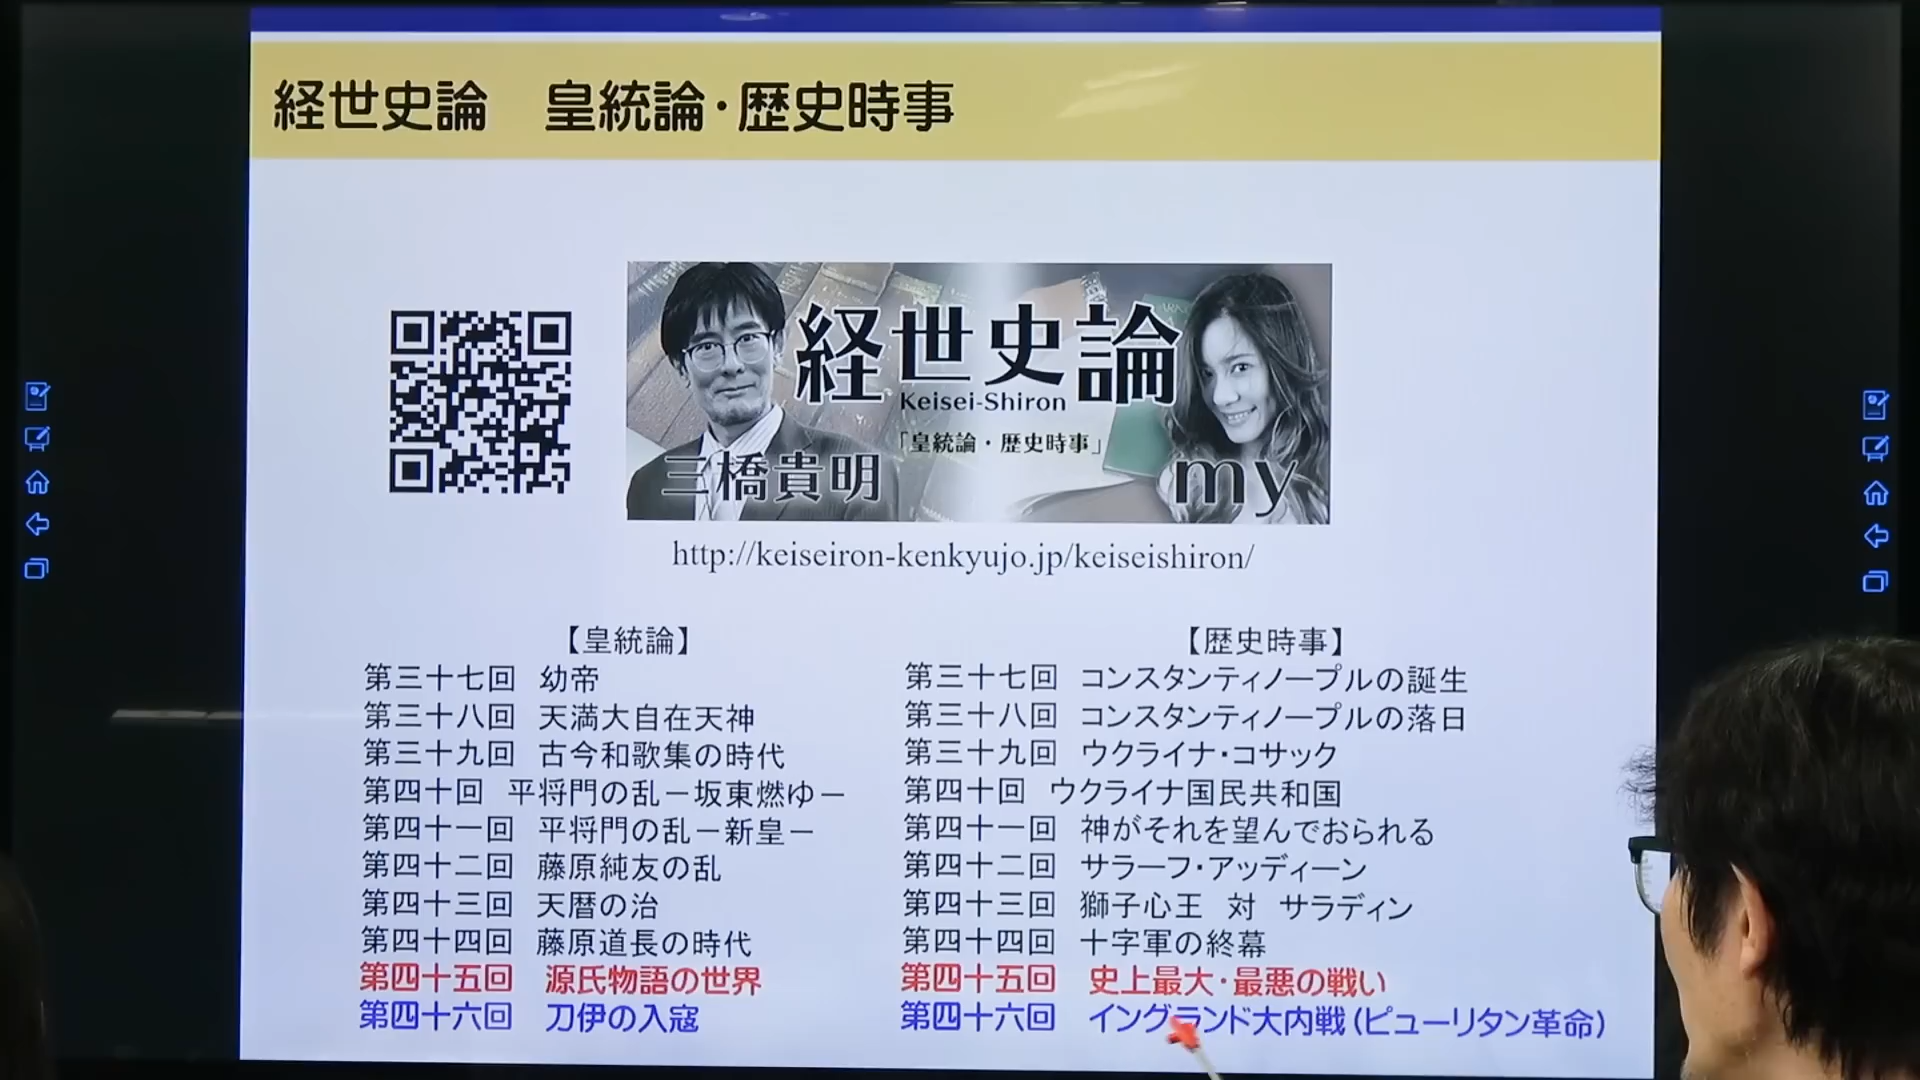 経世史論　皇統論・歴史時事
経世史論
Keisei-Shiron
「皇統論・歴史時事」
三橋貴明
my
http://keiseiron-kenkyujo.jp/keiseishiron/
【皇統論】
第三十七回 幼帝
第三十八回 天満大自在天神
第三十九回 古今和歌集の時代
第四十回 平将門の乱－坂東燃ゆ－
第四十一回 平将門の乱－新皇－
第四十二回 藤原純友の乱
第四十三回 天暦の治
第四十四回 藤原道長の時代
第四十五回 源氏物語の世界
第四十六回 刀伊の入寇
【歴史時事】
第三十七回 コンスタンティノープルの誕生
第三十八回 コンスタンティノープルの落日
第三十九回 ウクライナ・コサック
第四十回 ウクライナ国民共和国
第四十一回 神がそれを望んでおられる
第四十二回 サラーフ・アッディーン
第四十三回 獅子心王 対 サラディン
第四十四回 十字軍の終幕
第四十五回 史上最大・最悪の戦い
第四十六回 イングランド大内戦（ピューリタン革命）